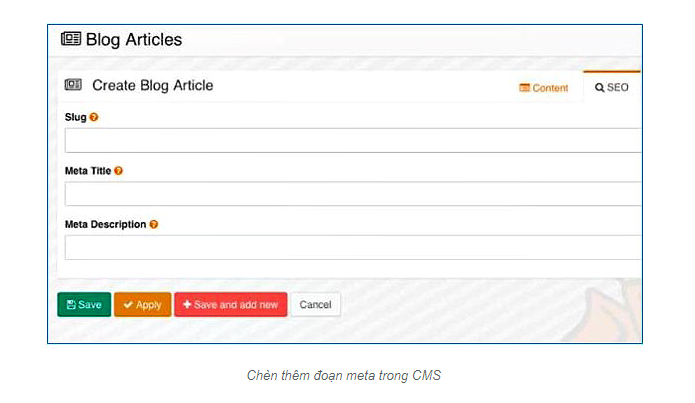 Blog Articles
Create Blog Article
Content
SEO
Slug
Meta Title
Meta Description
Save
Apply
Save and add new
Cancel
Chèn thêm đoạn meta trong CMS